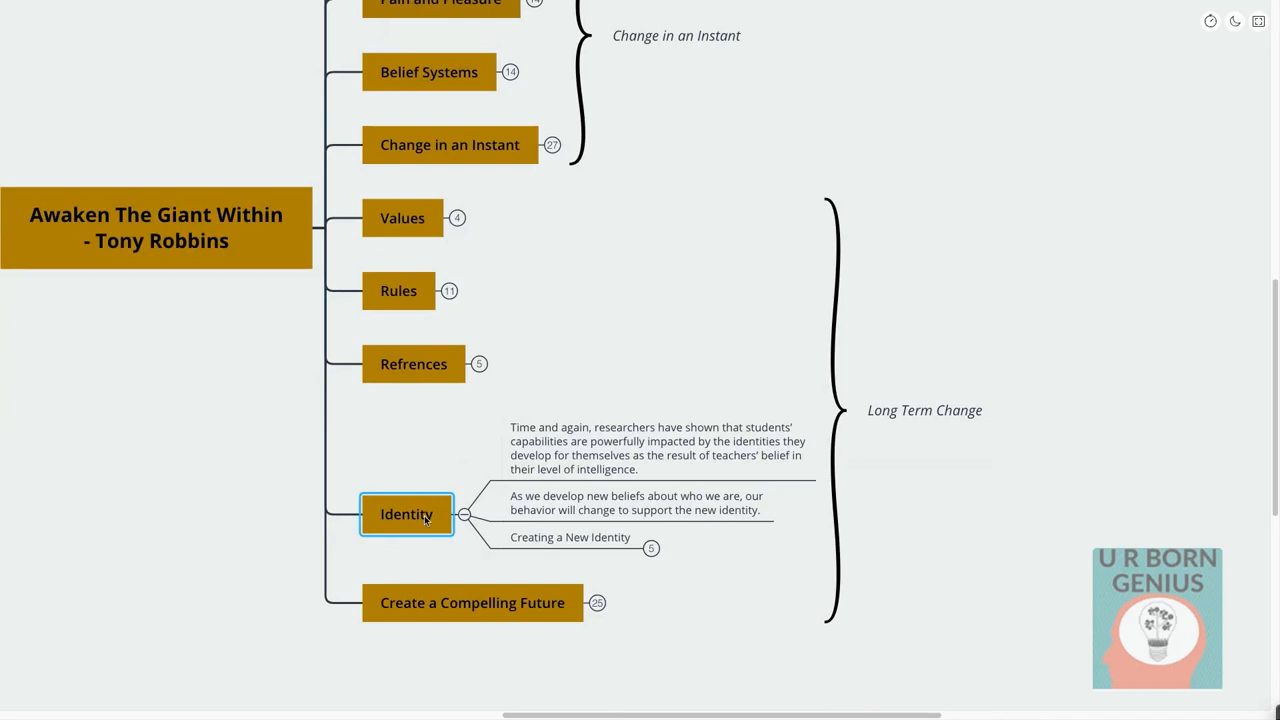 Pain and Pleasure
14
Change in an Instant
Belief Systems
14
Change in an Instant
27
Awaken The Giant Within
- Tony Robbins
Values
4
Rules
11
Refrences
5
Long Term Change
Time and again, researchers have shown that students’
capabilities are powerfully impacted by the identities they
develop for themselves as the result of teachers’ belief in
their level of intelligence.
As we develop new beliefs about who we are, our
behavior will change to support the new identity.
Identity
Creating a New Identity
5
Create a Compelling Future
25
U R BORN
GENIUS